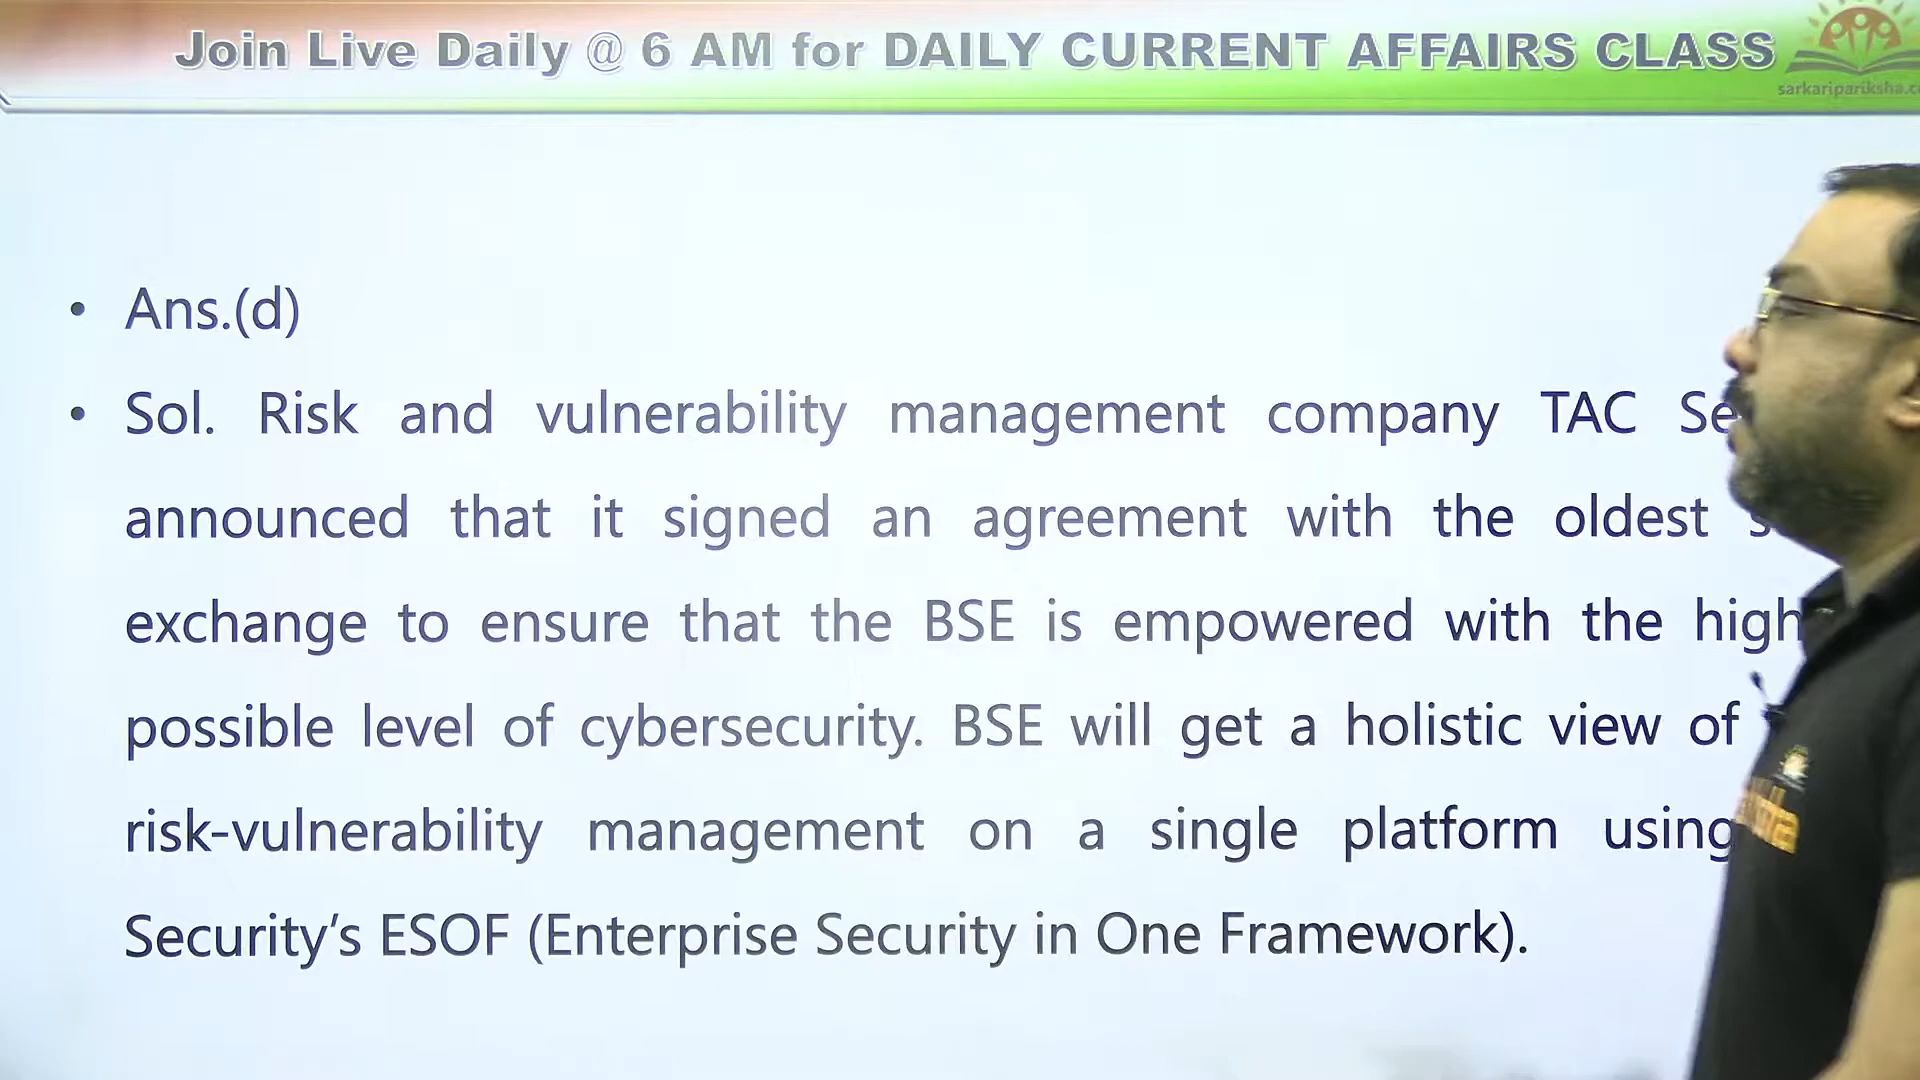 Join Live Daily @ 6 AM for DAILY CURRENT AFFAIRS CLASS
• Ans.(d)
• Sol. Risk and vulnerability management company TAC
announced that it signed an agreement with the oldest
exchange to ensure that the BSE is empowered with the high
possible level of cybersecurity. BSE will get a holistic view of
risk-vulnerability management on a single platform using
Security’s ESOF (Enterprise Security in One Framework).